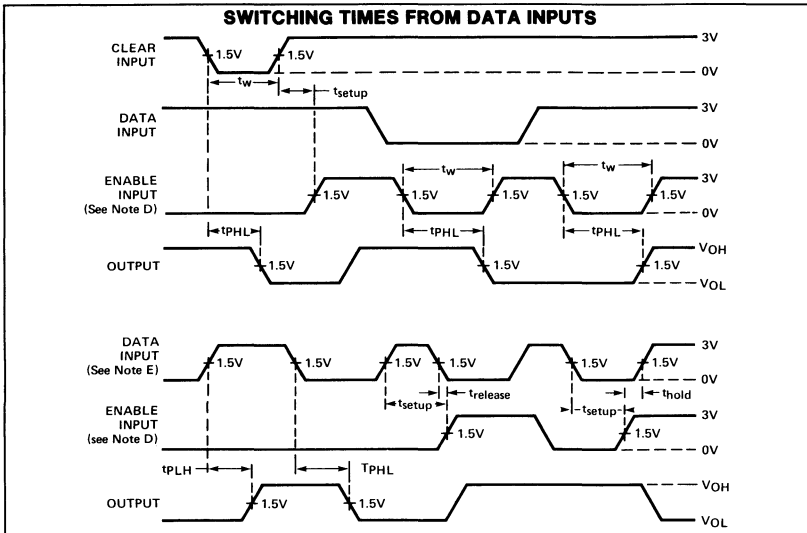 SWITCHING TIMES FROM DATA INPUTS
CLEAR
INPUT
1.5V
1.5V
3V
0V
tw
tsetup
DATA
INPUT
3V
0V
ENABLE
INPUT
(See Note D)
tw
tw
1.5V
1.5V
1.5V
1.5V
1.5V
3V
0V
tPHL
tPHL
tPHL
OUTPUT
1.5V
1.5V
1.5V
VOH
VOL
DATA
INPUT
(See Note E)
1.5V
1.5V
1.5V
1.5V
1.5V
1.5V
3V
0V
tsetup
trelease
tsetup
thold
ENABLE
INPUT
(see Note D)
1.5V
1.5V
3V
0V
tPLH
TPHL
OUTPUT
1.5V
1.5V
VOH
VOL